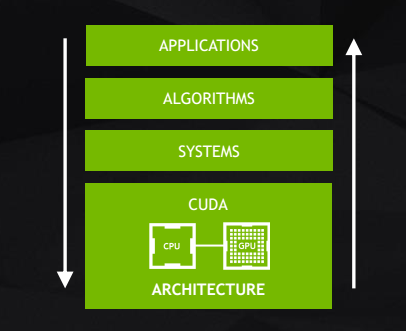 APPLICATIONS
ALGORITHMS
SYSTEMS
CUDA
CPU GPU
ARCHITECTURE